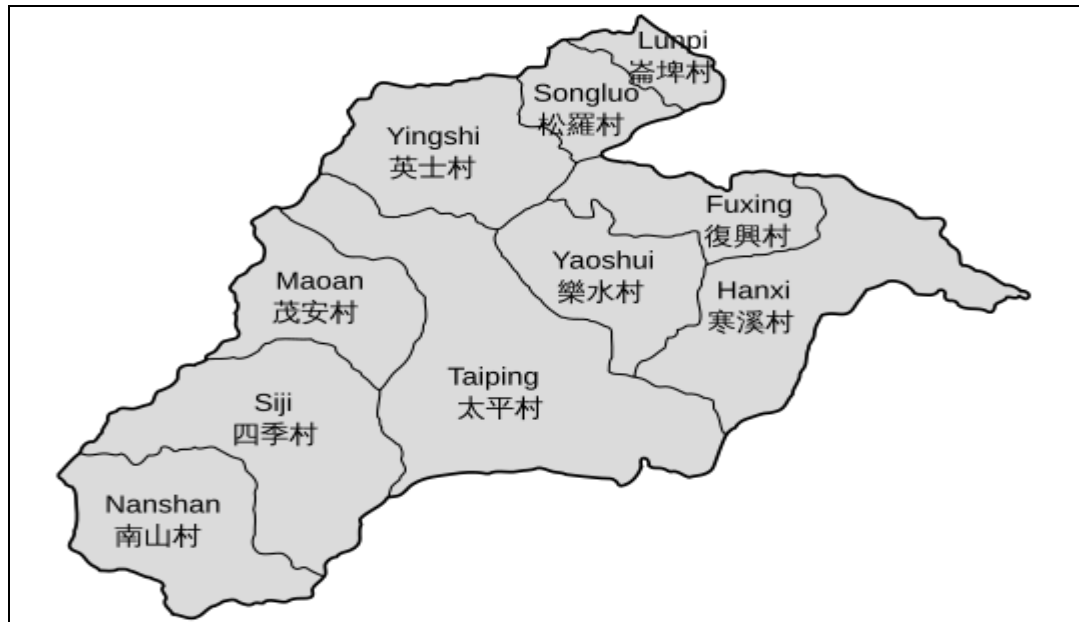 Lunpi
崙埤村
Songluo
松羅村
Yingshi
英士村
Fuxing
復興村
Yaoshui
樂水村
Maoan
茂安村
Hanxi
寒溪村
Taiping
太平村
Siji
四季村
Nanshan
南山村